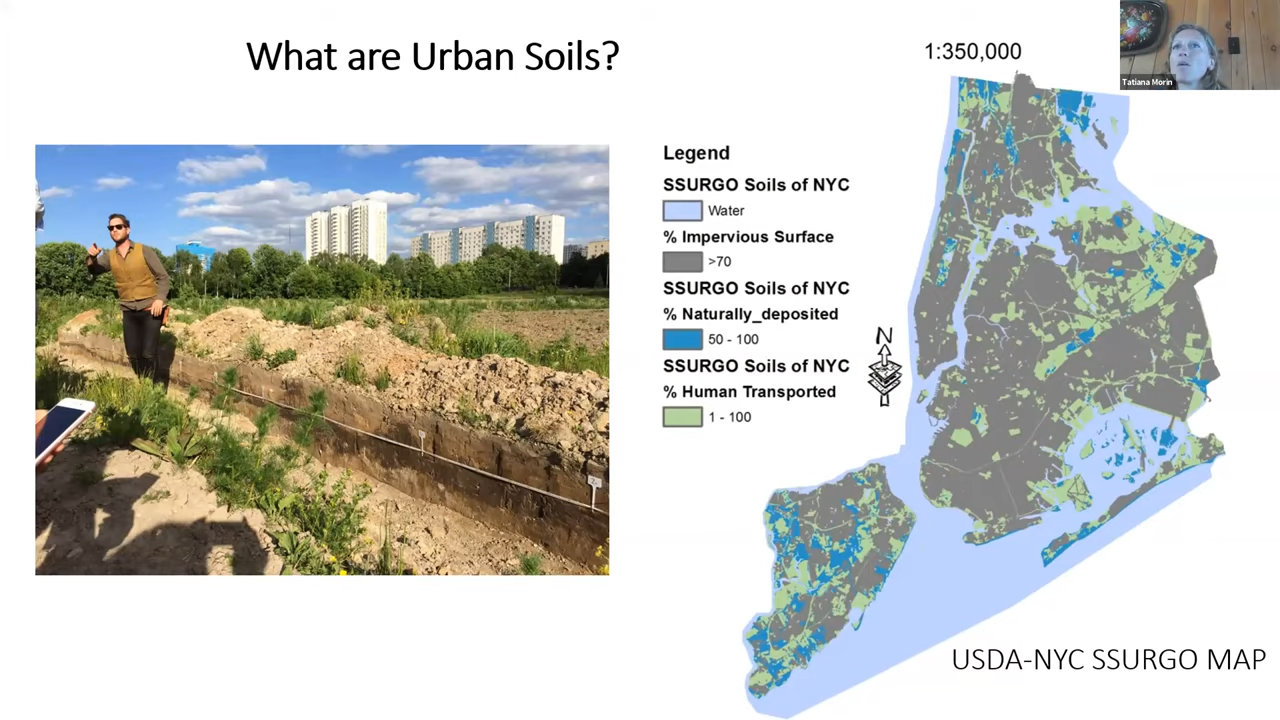 What are Urban Soils?
1:350,000
Tatiana Morin
Legend
SSURGO Soils of NYC
Water
% Impervious Surface
>70
SSURGO Soils of NYC
% Naturally_deposited
50 - 100
SSURGO Soils of NYC
% Human Transported
1 - 100
N
USDA-NYC SSURGO MAP